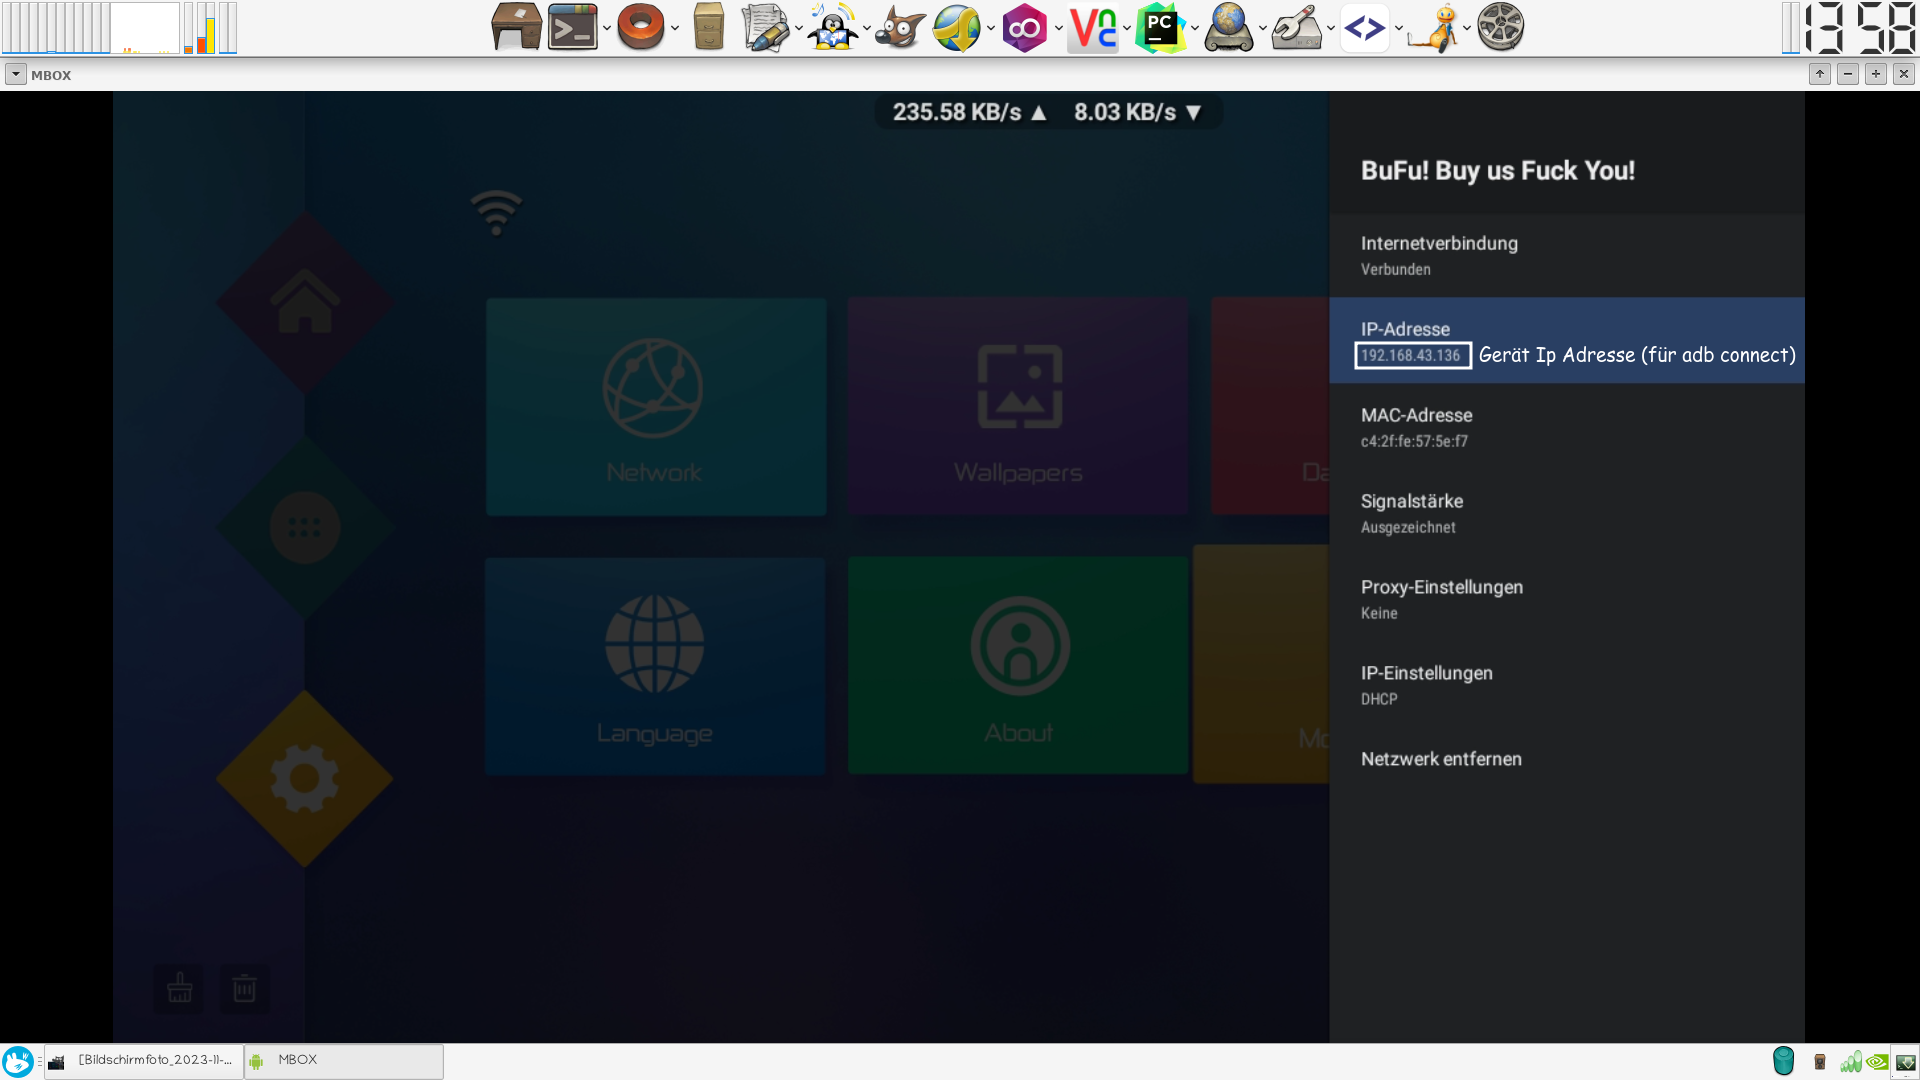 13 58
MBOX
235.58 KB/s ▲ 8.03 KB/s ▼
BuFu! Buy us Fuck You!
Internetverbindung
Verbunden
IP-Adresse
192.168.43.136 Gerät Ip Adresse (für adb connect)
MAC-Adresse
c4:2f:fe:57:5e:f7
Signalstärke
Ausgezeichnet
Proxy-Einstellungen
Keine
IP-Einstellungen
DHCP
Netzwerk entfernen
Network
Wallpapers
Da
Language
About
Mo
[Bildschirmfoto_2023-11-...
MBOX